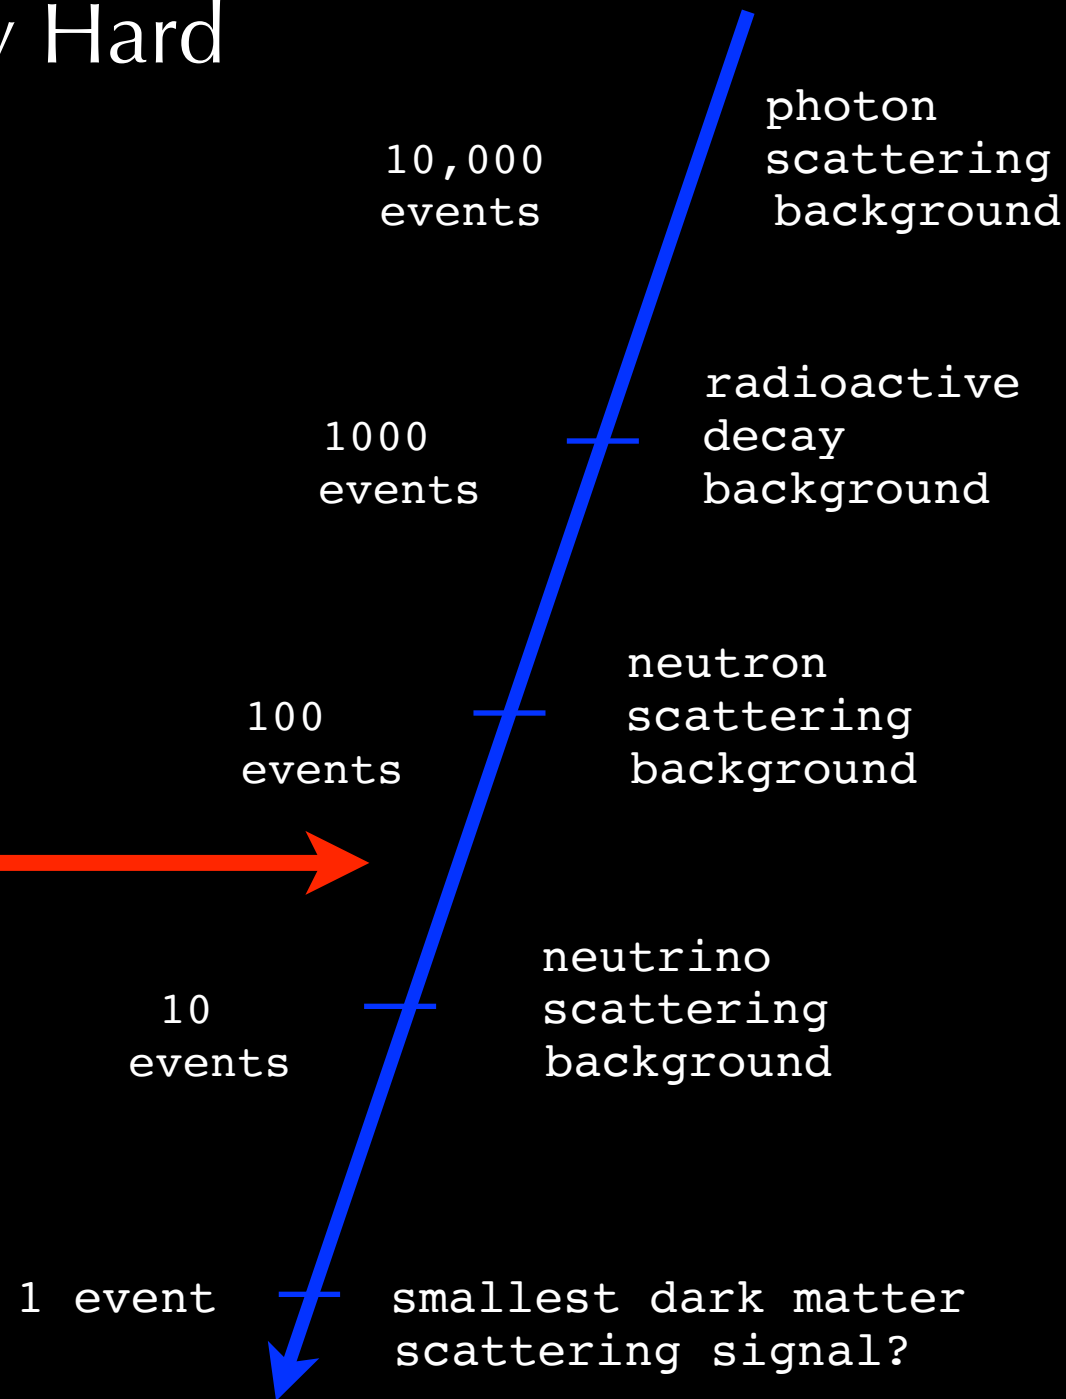 Hard
10,000
events
photon
scattering
background
1000
events
radioactive
decay
background
100
events
neutron
scattering
background
10
events
neutrino
scattering
background
1 event
smallest dark matter
scattering signal?